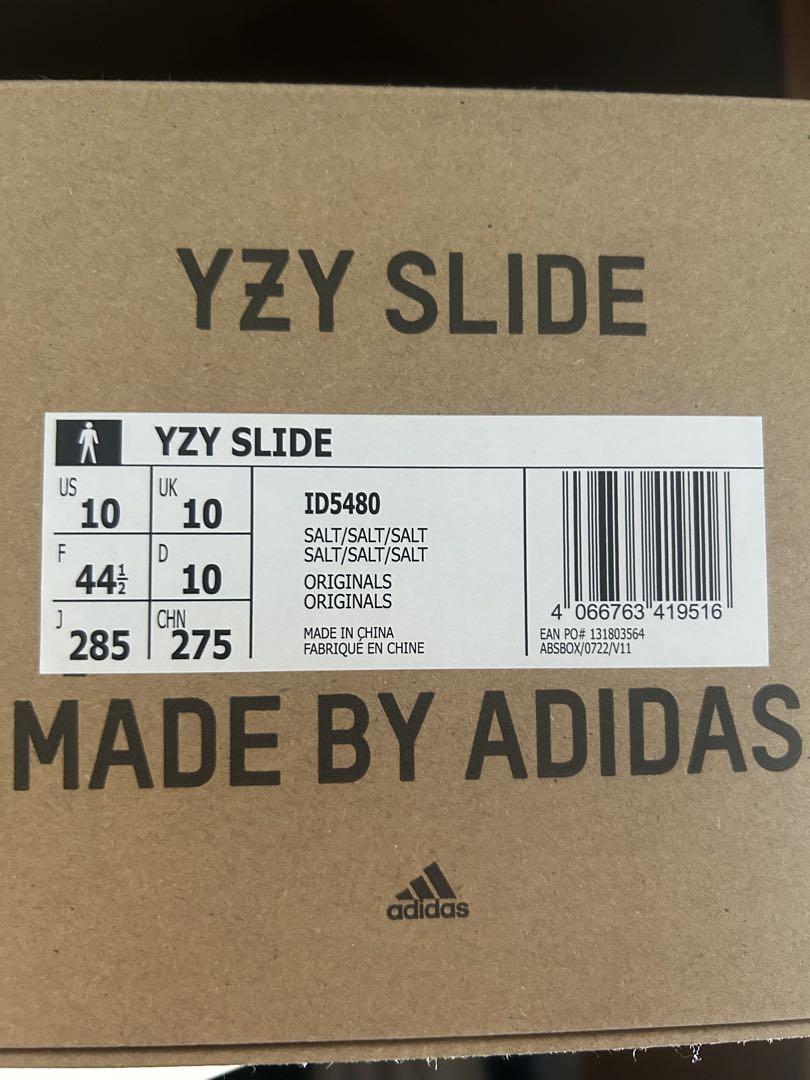 YZY SLIDE
YZY SLIDE
US 10 UK 10
F 44½ D 10
J 285 CHN 275
ID5480
SALT/SALT/SALT
SALT/SALT/SALT
ORIGINALS
ORIGINALS
MADE IN CHINA
FABRIQUÉ EN CHINE
4 066763 419516
EAN PO# 131803564
ABSBOX/0722/V11
MADE BY ADIDAS
adidas